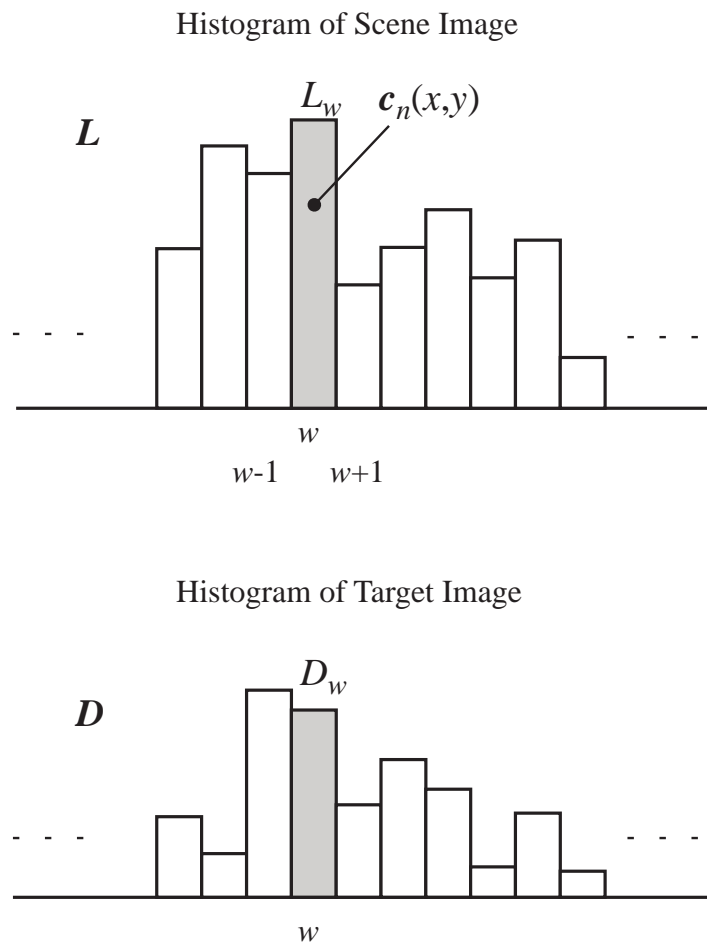 Histogram of Scene Image
L_w c_n(x,y)
L
- - - - - -
w
w-1 w+1
Histogram of Target Image
D_w
D
- - - - - -
w